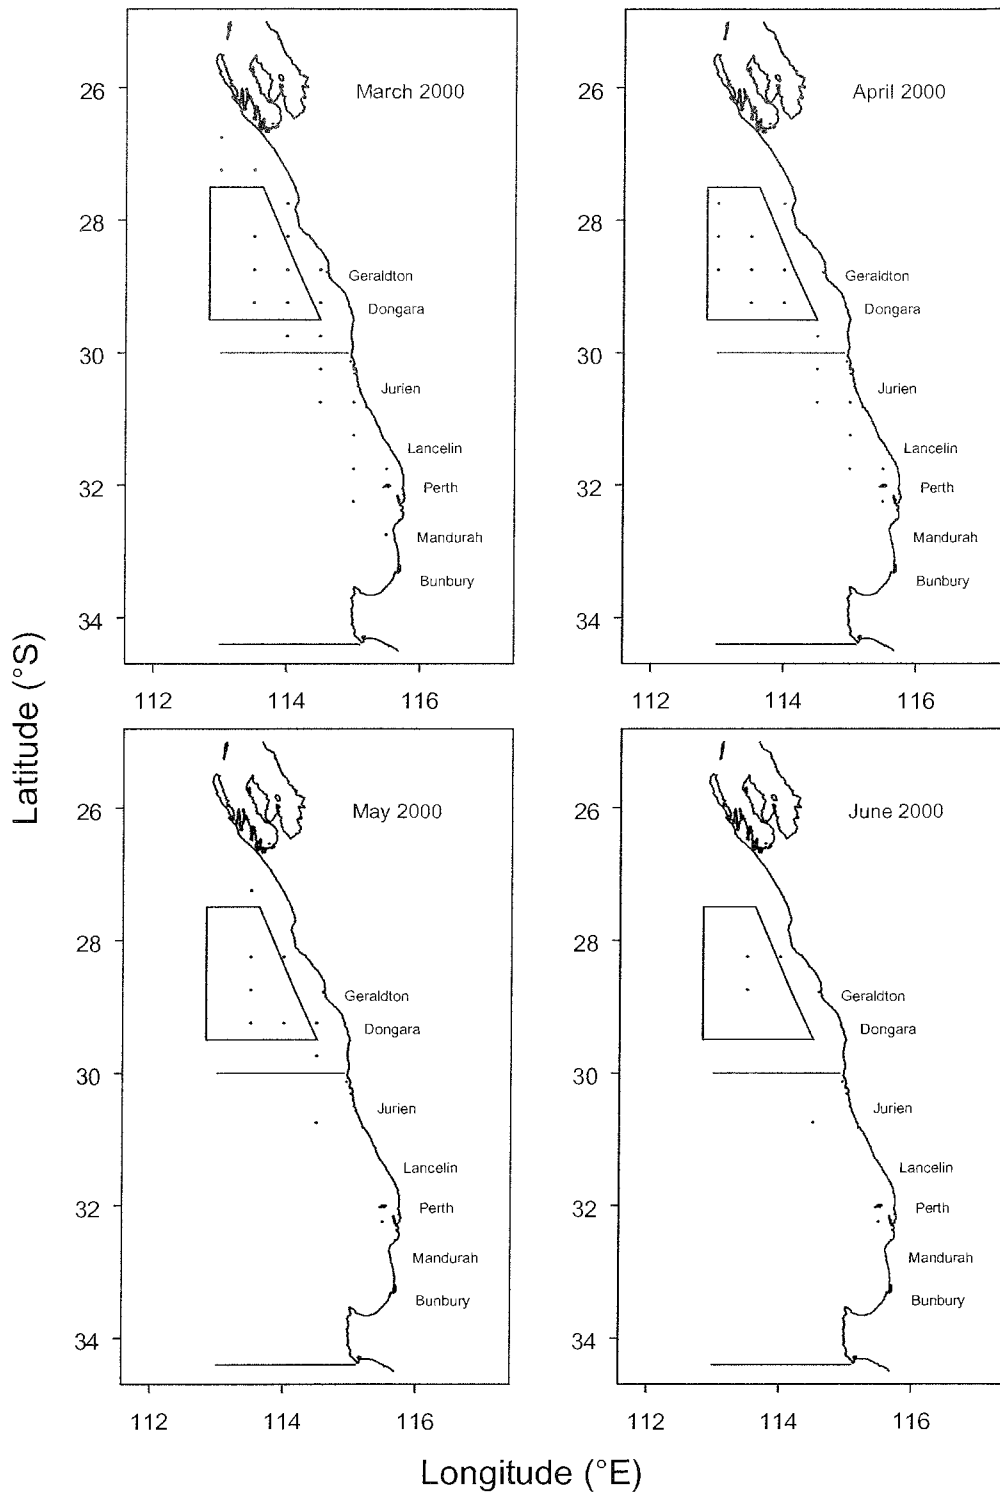 March 2000
April 2000
26
26
28
28
Geraldton
Geraldton
Dongara
Dongara
30
30
Jurien
Jurien
Lancelin
Lancelin
32
Perth
32
Perth
Mandurah
Mandurah
Bunbury
Bunbury
34
34
112
114
116
112
114
116
Latitude (°S)
May 2000
June 2000
26
26
28
28
Geraldton
Geraldton
Dongara
Dongara
30
30
Jurien
Jurien
Lancelin
Lancelin
32
Perth
32
Perth
Mandurah
Mandurah
Bunbury
Bunbury
34
34
112
114
116
112
114
116
Longitude (°E)